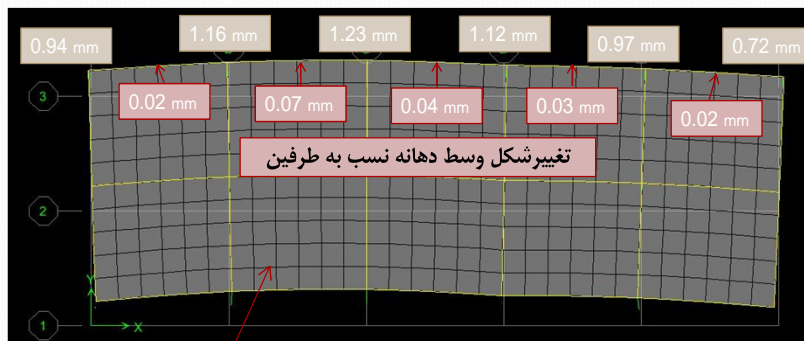 0.94 mm
1.16 mm
1.23 mm
1.12 mm
0.97 mm
0.72 mm
0.02 mm
0.07 mm
0.04 mm
0.03 mm
0.02 mm
3
تغییرشکل وسط دهانه نسب به طرفین
2
Y
1
X